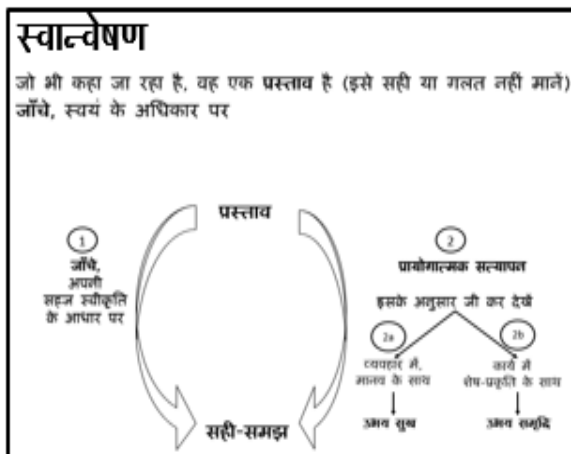 स्वान्वेषण
जो भी कहा जा रहा है, वह एक प्रस्ताव है (इसे सही या गलत नहीं मानें)
जाँचे, स्वयं के अधिकार पर
प्रस्ताव
1
जाँचे,
अपनी
सहज स्वीकृति
के आधार पर
2
प्रायोगात्मक सत्यापन
इसके अनुसार जी कर देखें
2a
2b
व्यवहार में,
मानव के साथ
कार्य में
शेष-प्रकृति के साथ
उभय सुख
उभय समृद्धि
सही-समझ